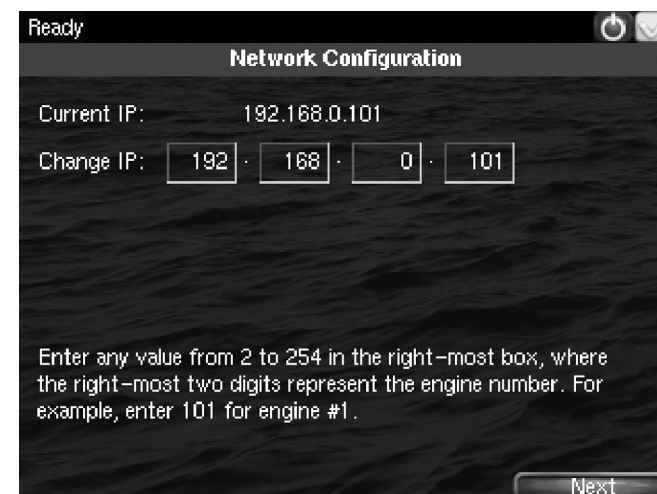 Ready
Network Configuration
Current IP: 192.168.0.101
Change IP: 192 . 168 . 0 . 101
Enter any value from 2 to 254 in the right-most box, where
the right-most two digits represent the engine number. For
example, enter 101 for engine #1.
Next